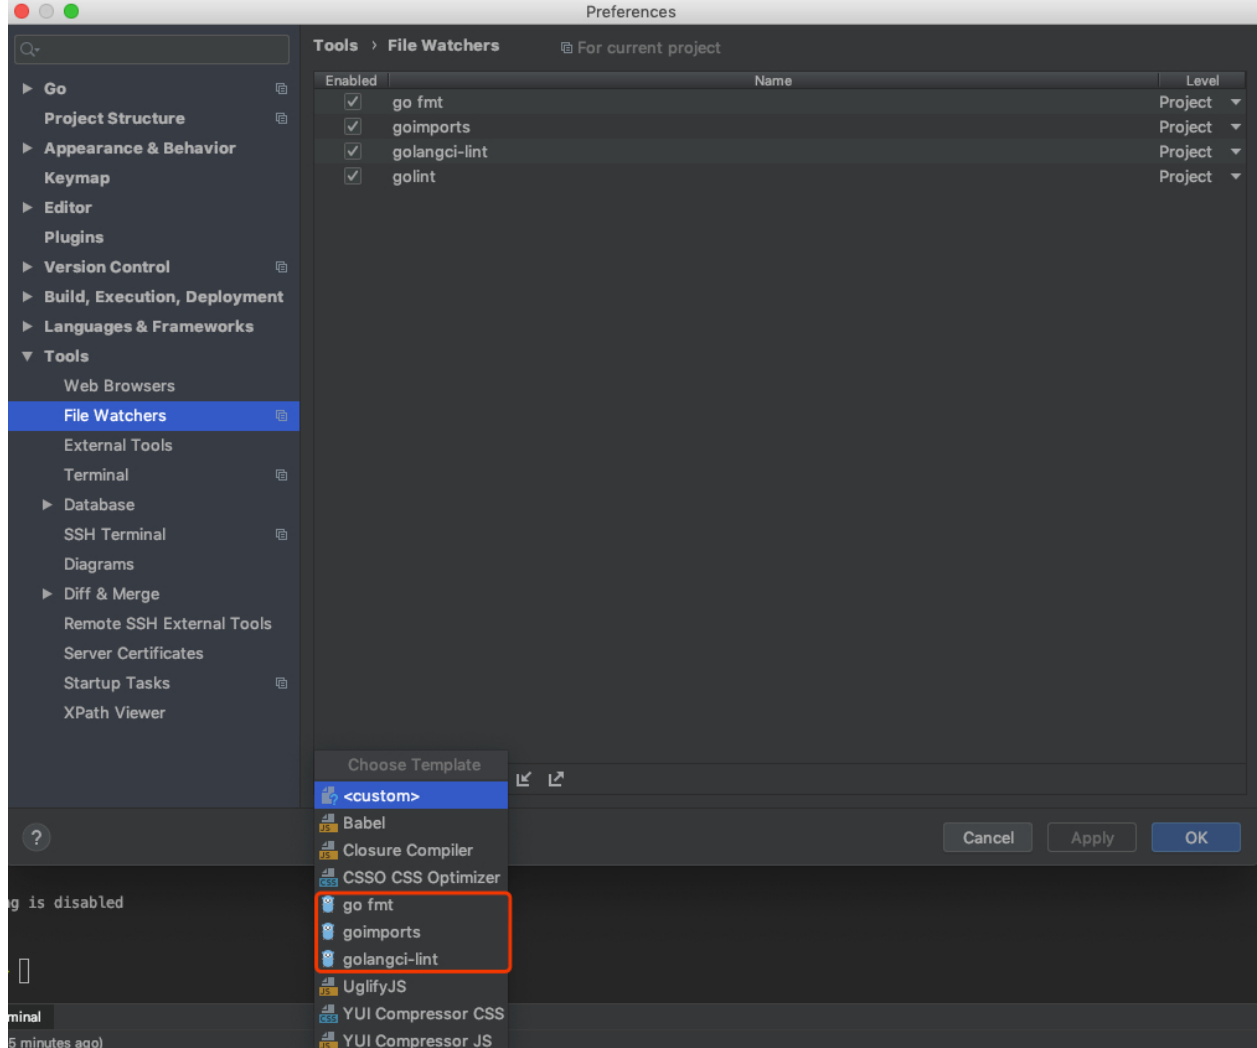 Preferences
Tools › File Watchers For current project
Go
Project Structure
Appearance & Behavior
Keymap
Editor
Plugins
Version Control
Build, Execution, Deployment
Languages & Frameworks
Tools
Web Browsers
File Watchers
External Tools
Terminal
Database
SSH Terminal
Diagrams
Diff & Merge
Remote SSH External Tools
Server Certificates
Startup Tasks
XPath Viewer
Enabled Name Level
go fmt Project
goimports Project
golangci-lint Project
golint Project
Choose Template
<custom>
Babel
Closure Compiler
CSSO CSS Optimizer
go fmt
goimports
golangci-lint
UglifyJS
YUI Compressor CSS
YUI Compressor JS
? Cancel Apply OK
is disabled
minal
5 minutes ago)